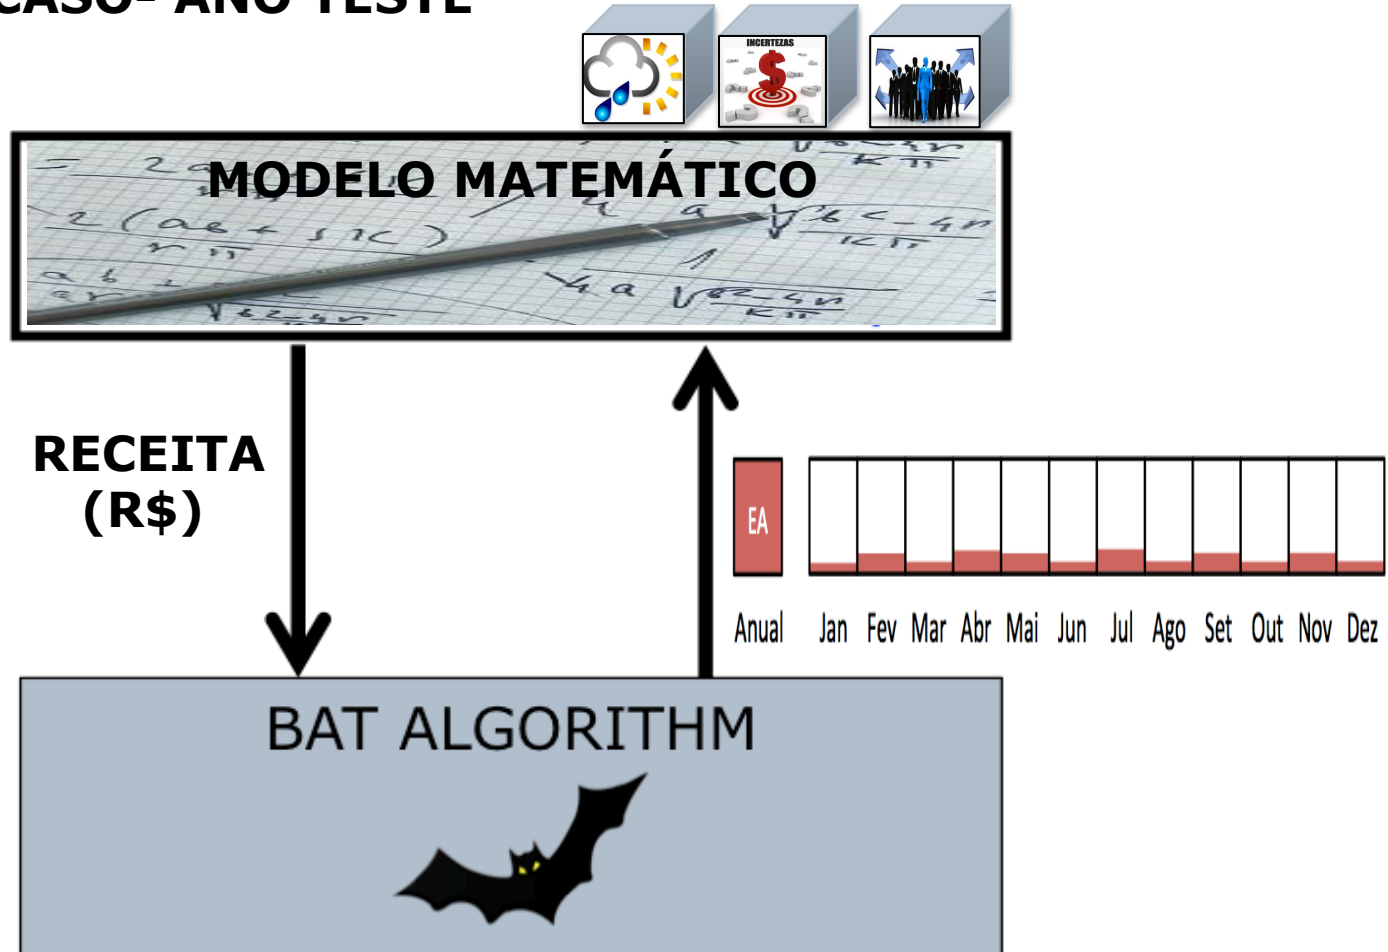 CASO- ANO TESTE
INCERTEZAS
MODELO MATEMÁTICO
RECEITA
(R$)
EA
Anual Jan Fev Mar Abr Mai Jun Jul Ago Set Out Nov Dez
BAT ALGORITHM